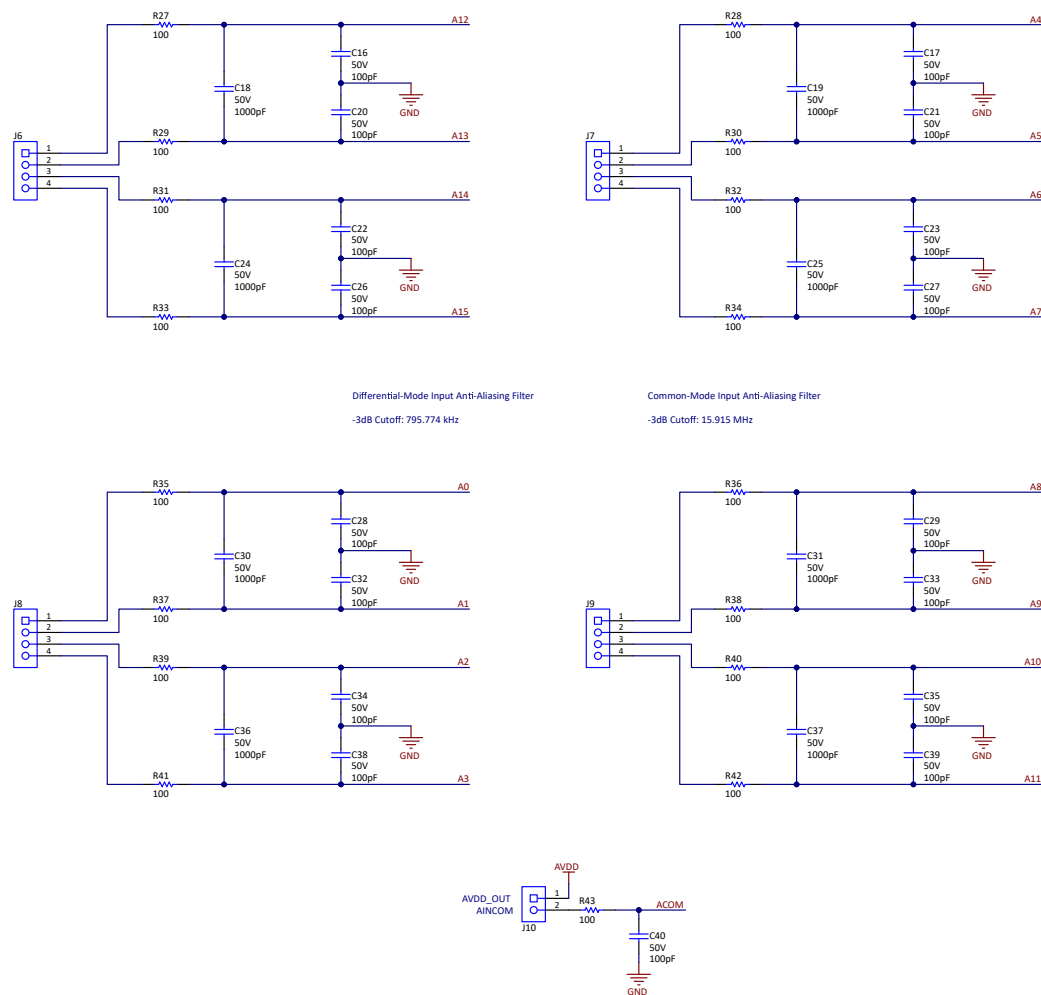 R27
100
A12
C16
50V
100pF
C18
50V
1000pF
GND
C20
50V
100pF
R29
100
A13
J6
1
2
3
4
R31
100
A14
C22
50V
100pF
C24
50V
1000pF
GND
C26
50V
100pF
R33
100
A15
R28
100
A4
C17
50V
100pF
C19
50V
1000pF
GND
C21
50V
100pF
R30
100
A5
J7
1
2
3
4
R32
100
A6
C23
50V
100pF
C25
50V
1000pF
GND
C27
50V
100pF
R34
100
A7
Differential-Mode Input Anti-Aliasing Filter
-3dB Cutoff: 795.774 kHz
Common-Mode Input Anti-Aliasing Filter
-3dB Cutoff: 15.915 MHz
R35
100
A0
C28
50V
100pF
C30
50V
1000pF
GND
C32
50V
100pF
R37
100
A1
J8
1
2
3
4
R39
100
A2
C34
50V
100pF
C36
50V
1000pF
GND
C38
50V
100pF
R41
100
A3
R36
100
A8
C29
50V
100pF
C31
50V
1000pF
GND
C33
50V
100pF
R38
100
A9
J9
1
2
3
4
R40
100
A10
C35
50V
100pF
C37
50V
1000pF
GND
C39
50V
100pF
R42
100
A11
AVDD
AVDD_OUT
AINCOM
1
2
J10
R43
100
ACOM
C40
50V
100pF
GND